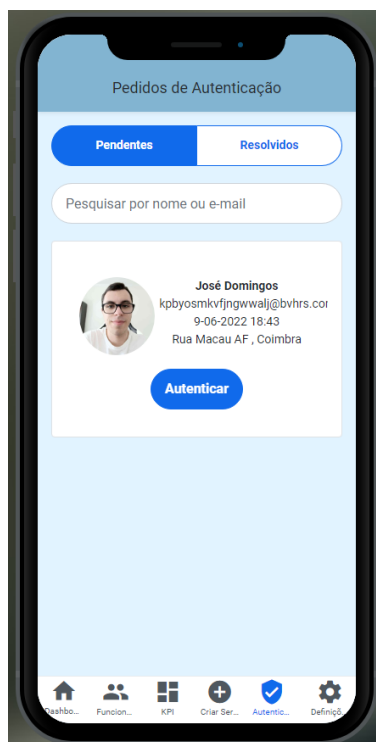 Pedidos de Autenticação
Pendentes
Resolvidos
Pesquisar por nome ou e-mail
José Domingos
kpbyosmkvfjngwwalj@bvhrs.cor
9-06-2022 18:43
Rua Macau AF , Coimbra
Autenticar
Dashbo...
Funcion...
KPI
Criar Ser...
Autentic...
Definiçõ...